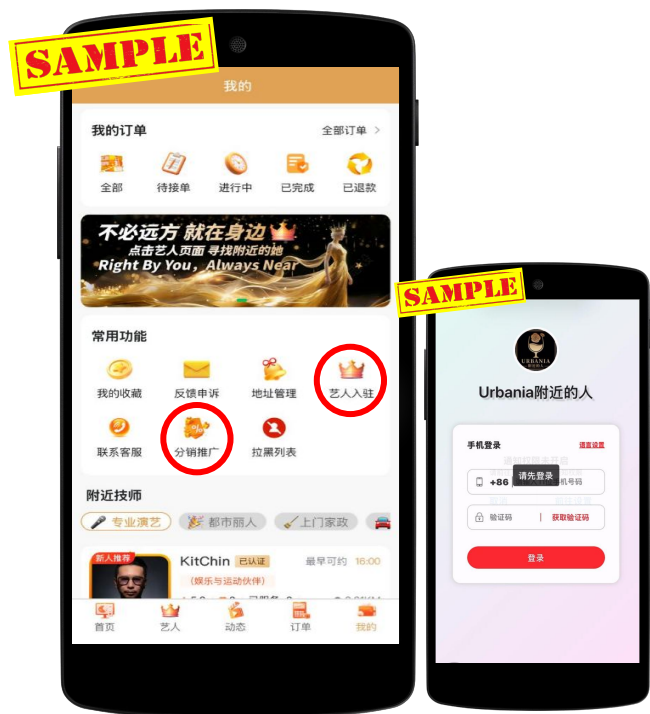 SAMPLE
我的
我的订单
全部订单 >
全部 待接单 进行中 已完成 已退款
不必远方 就在身边
点击艺人页面 寻找附近的她
Right By You, Always Near
常用功能
我的收藏 反馈申诉 地址管理 艺人入驻
联系客服 分销推广 拉黑列表
附近技师
专业演艺 都市丽人 上门家政
新人推荐
KitChin 已认证 最早可约 16:00
(娱乐与运动伙伴)
首页 艺人 动态 订单 我的
SAMPLE
URBANIA
Urbania附近的人
手机登录 语言设置
+86
请先登录
机号码
验证码 | 获取验证码
登录